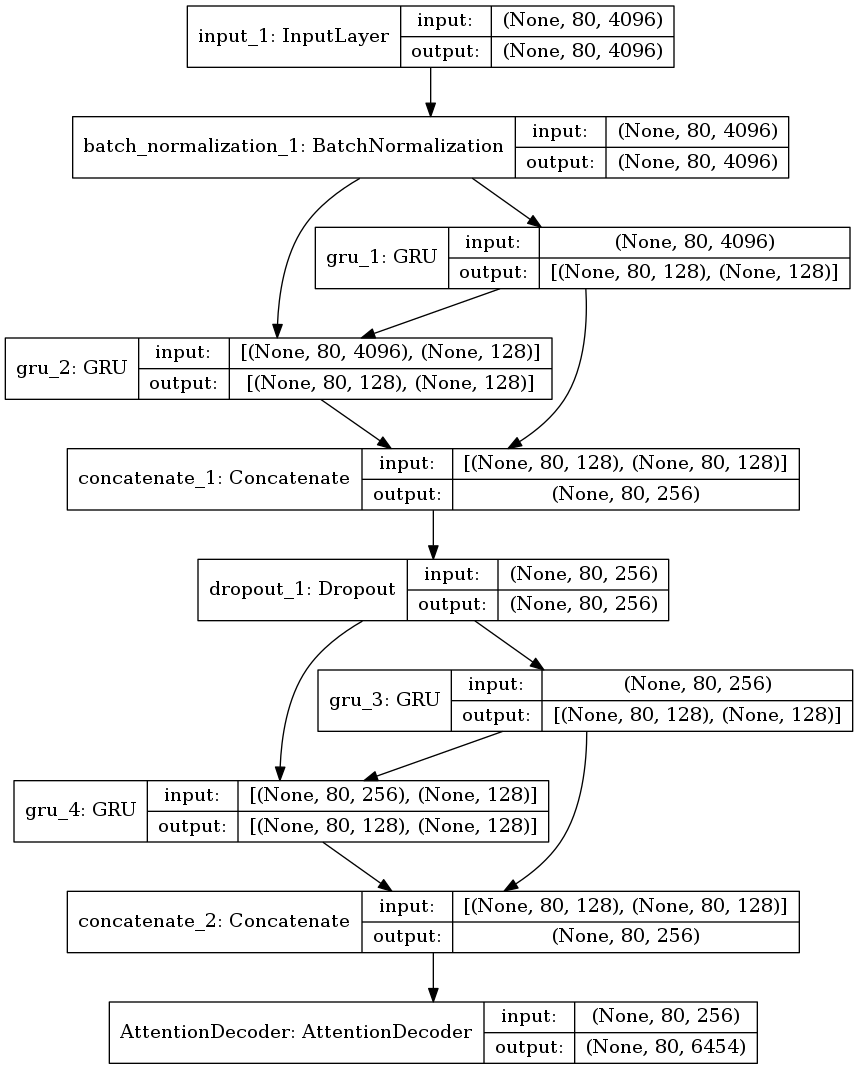 input_1: InputLayer
input: (None, 80, 4096)
output: (None, 80, 4096)
batch_normalization_1: BatchNormalization
input: (None, 80, 4096)
output: (None, 80, 4096)
gru_1: GRU
input: (None, 80, 4096)
output: [(None, 80, 128), (None, 128)]
gru_2: GRU
input: [(None, 80, 4096), (None, 128)]
output: [(None, 80, 128), (None, 128)]
concatenate_1: Concatenate
input: [(None, 80, 128), (None, 80, 128)]
output: (None, 80, 256)
dropout_1: Dropout
input: (None, 80, 256)
output: (None, 80, 256)
gru_3: GRU
input: (None, 80, 256)
output: [(None, 80, 128), (None, 128)]
gru_4: GRU
input: [(None, 80, 256), (None, 128)]
output: [(None, 80, 128), (None, 128)]
concatenate_2: Concatenate
input: [(None, 80, 128), (None, 80, 128)]
output: (None, 80, 256)
AttentionDecoder: AttentionDecoder
input: (None, 80, 256)
output: (None, 80, 6454)